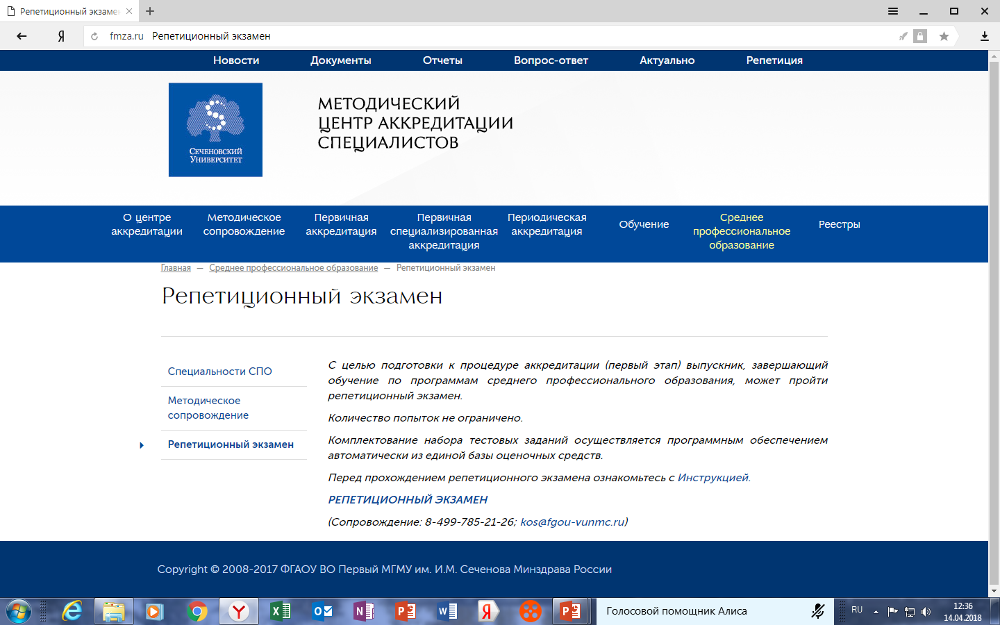 Репетиционный экзамен
fmza.ru Репетиционный экзамен
Новости Документы Отчеты Вопрос-ответ Актуально Репетиция
Сеченовский
Университет
МЕТОДИЧЕСКИЙ
ЦЕНТР АККРЕДИТАЦИИ
СПЕЦИАЛИСТОВ
О центре
аккредитации
Методическое
сопровождение
Первичная
аккредитация
Первичная
специализированная
аккредитация
Периодическая
аккредитация
Обучение
Среднее
профессиональное
образование
Реестры
Главная — Среднее профессиональное образование — Репетиционный экзамен
Репетиционный экзамен
Специальности СПО
Методическое
сопровождение
Репетиционный экзамен
С целью подготовки к процедуре аккредитации (первый этап) выпускник, завершающий
обучение по программам среднего профессионального образования, может пройти
репетиционный экзамен.
Количество попыток не ограничено.
Комплектование набора тестовых заданий осуществляется программным обеспечением
автоматически из единой базы оценочных средств.
Перед прохождением репетиционного экзамена ознакомьтесь с Инструкцией.
РЕПЕТИЦИОННЫЙ ЭКЗАМЕН
(Сопровождение: 8-499-785-21-26; kos@fgou-vunmc.ru)
Copyright © 2008-2017 ФГАОУ ВО Первый МГМУ им. И.М. Сеченова Минздрава России
Голосовой помощник Алиса
RU
12:36
14.04.2018